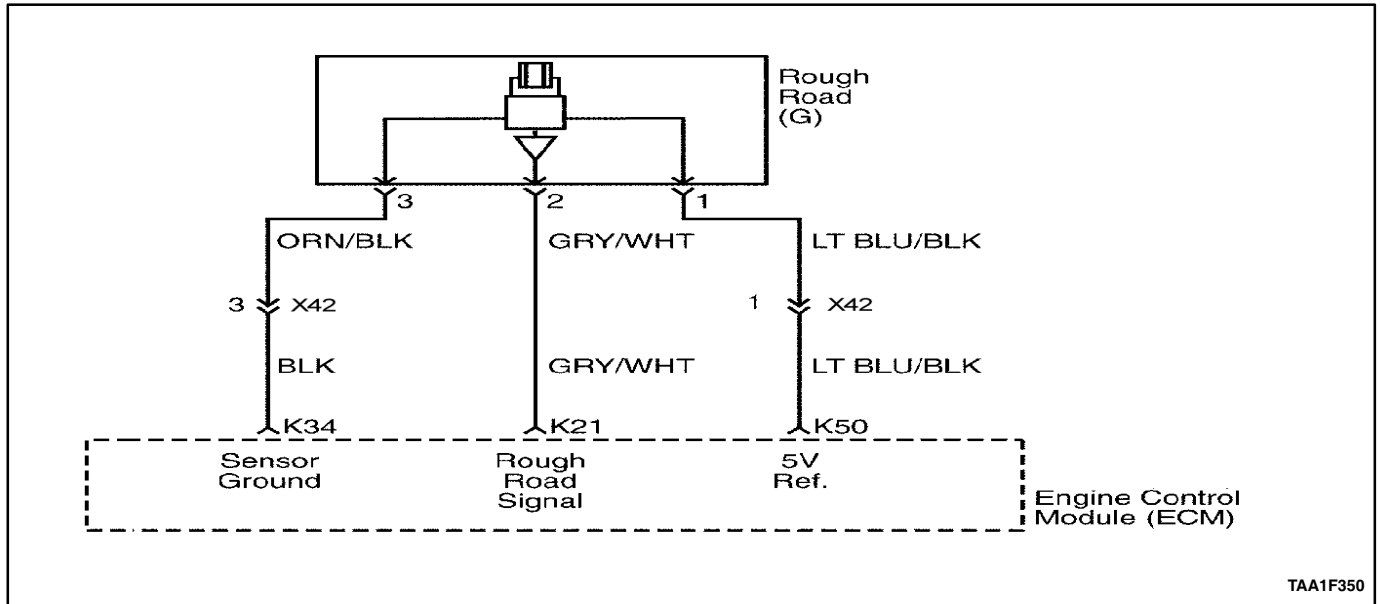 Rough
Road
(G)
3
2
1
ORN/BLK
GRY/WHT
LT BLU/BLK
3
X42
1
X42
BLK
GRY/WHT
LT BLU/BLK
K34
K21
K50
Sensor
Ground
Rough
Road
Signal
5V
Ref.
Engine Control
Module (ECM)
TAA1F350